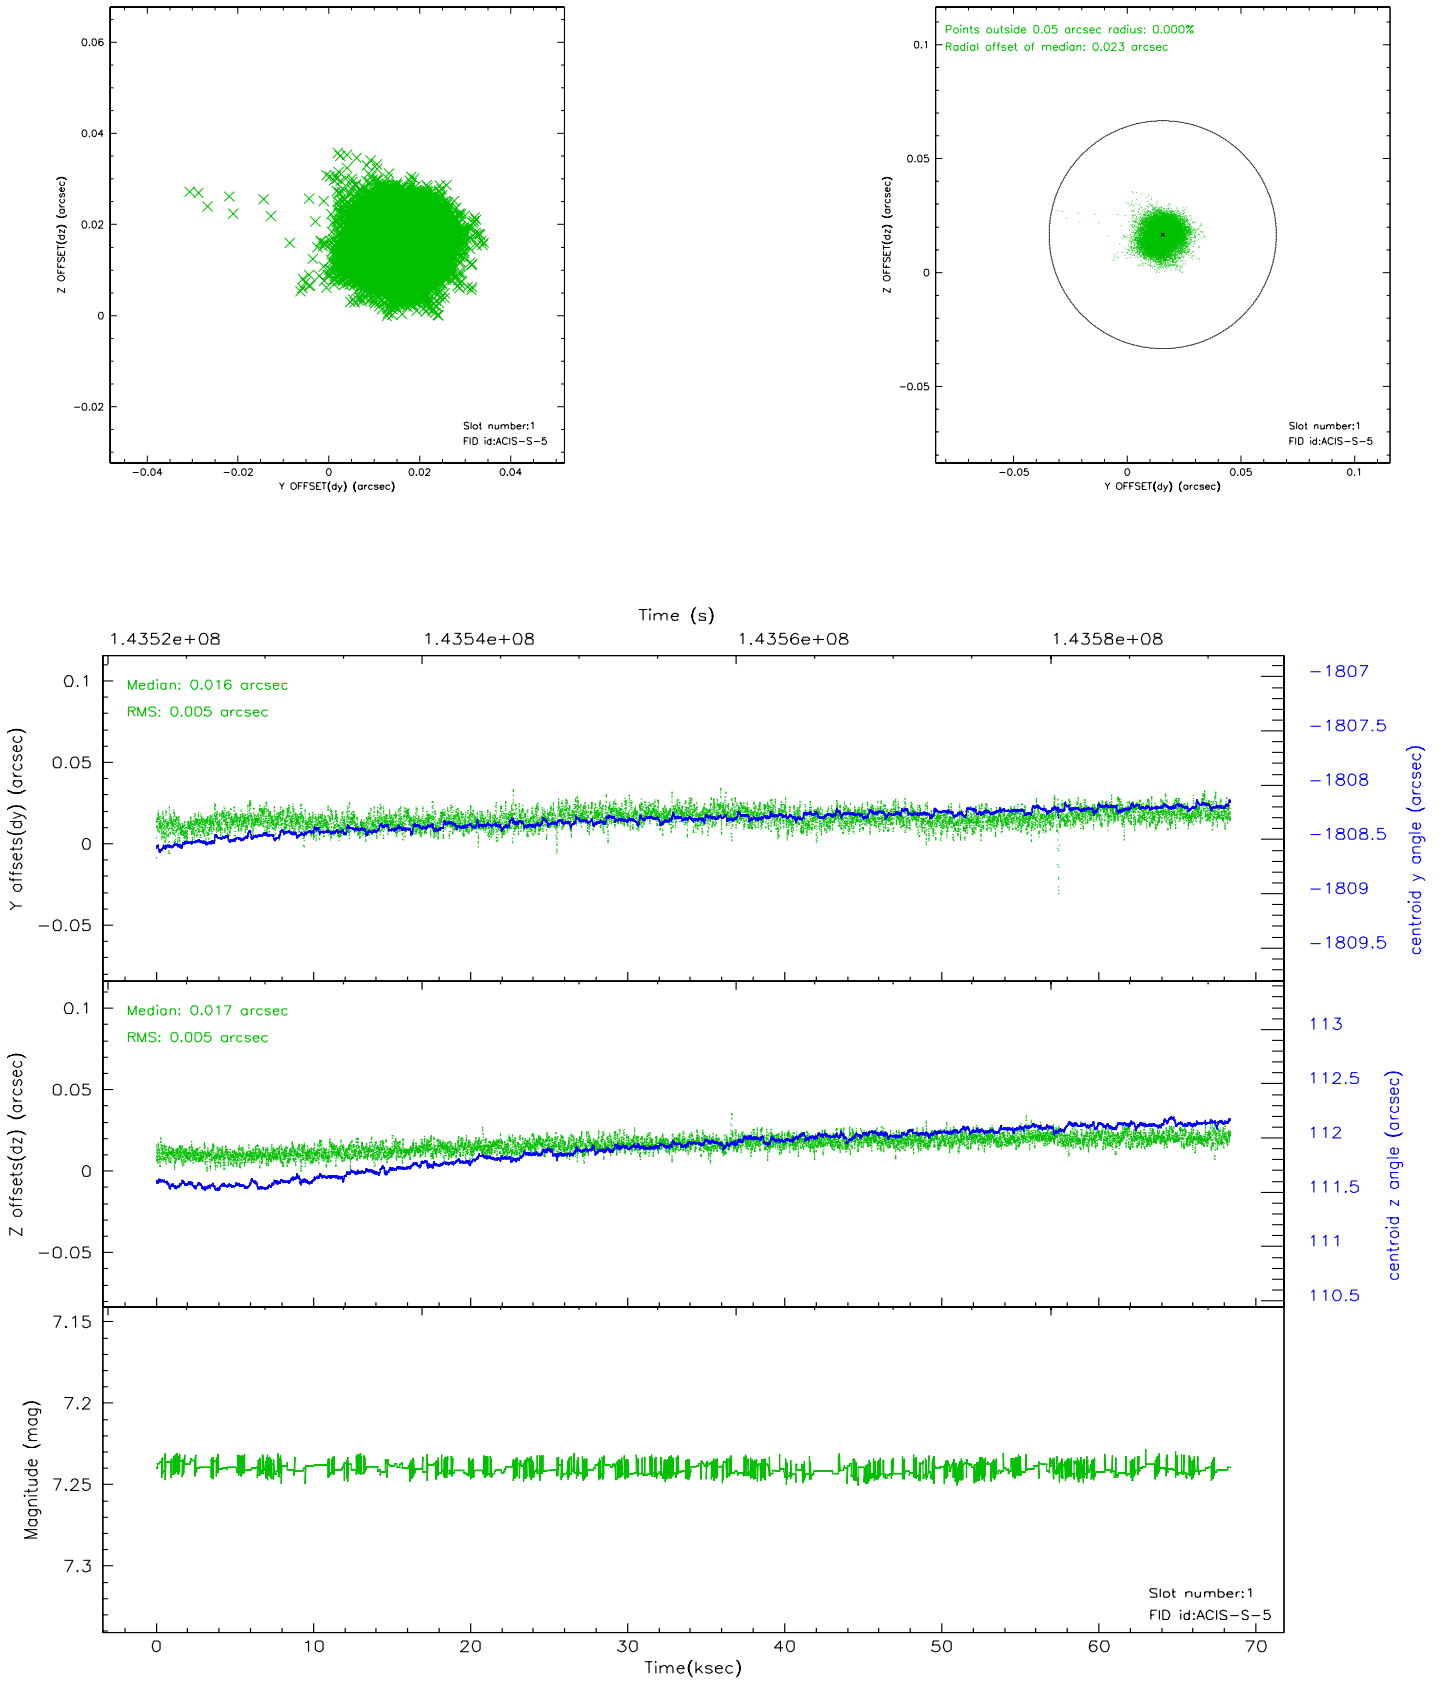 0.06
0.04
0.02
0
-0.02
Z OFFSET(dz) (arcsec)
Slot number:1
FID id:ACIS-S-5
-0.04 -0.02 0 0.02 0.04
Y OFFSET(dy) (arcsec)
Points outside 0.05 arcsec radius: 0.000%
Radial offset of median: 0.023 arcsec
0.1
0.05
0
-0.05
Z OFFSET(dz) (arcsec)
Slot number:1
FID id:ACIS-S-5
-0.05 0 0.05 0.1
Y OFFSET(dy) (arcsec)
Time (s)
1.4352e+08 1.4354e+08 1.4356e+08 1.4358e+08
Median: 0.016 arcsec
RMS: 0.005 arcsec
0.1
0.05
0
-0.05
Y offsets(dy) (arcsec)
-1807
-1807.5
-1808
-1808.5
-1809
-1809.5
centroid y angle (arcsec)
Median: 0.017 arcsec
RMS: 0.005 arcsec
0.1
0.05
0
-0.05
Z offsets(dz) (arcsec)
113
112.5
112
111.5
111
110.5
centroid z angle (arcsec)
7.15
7.2
7.25
7.3
Magnitude (mag)
Slot number:1
FID id:ACIS-S-5
0 10 20 30 40 50 60 70
Time(ksec)